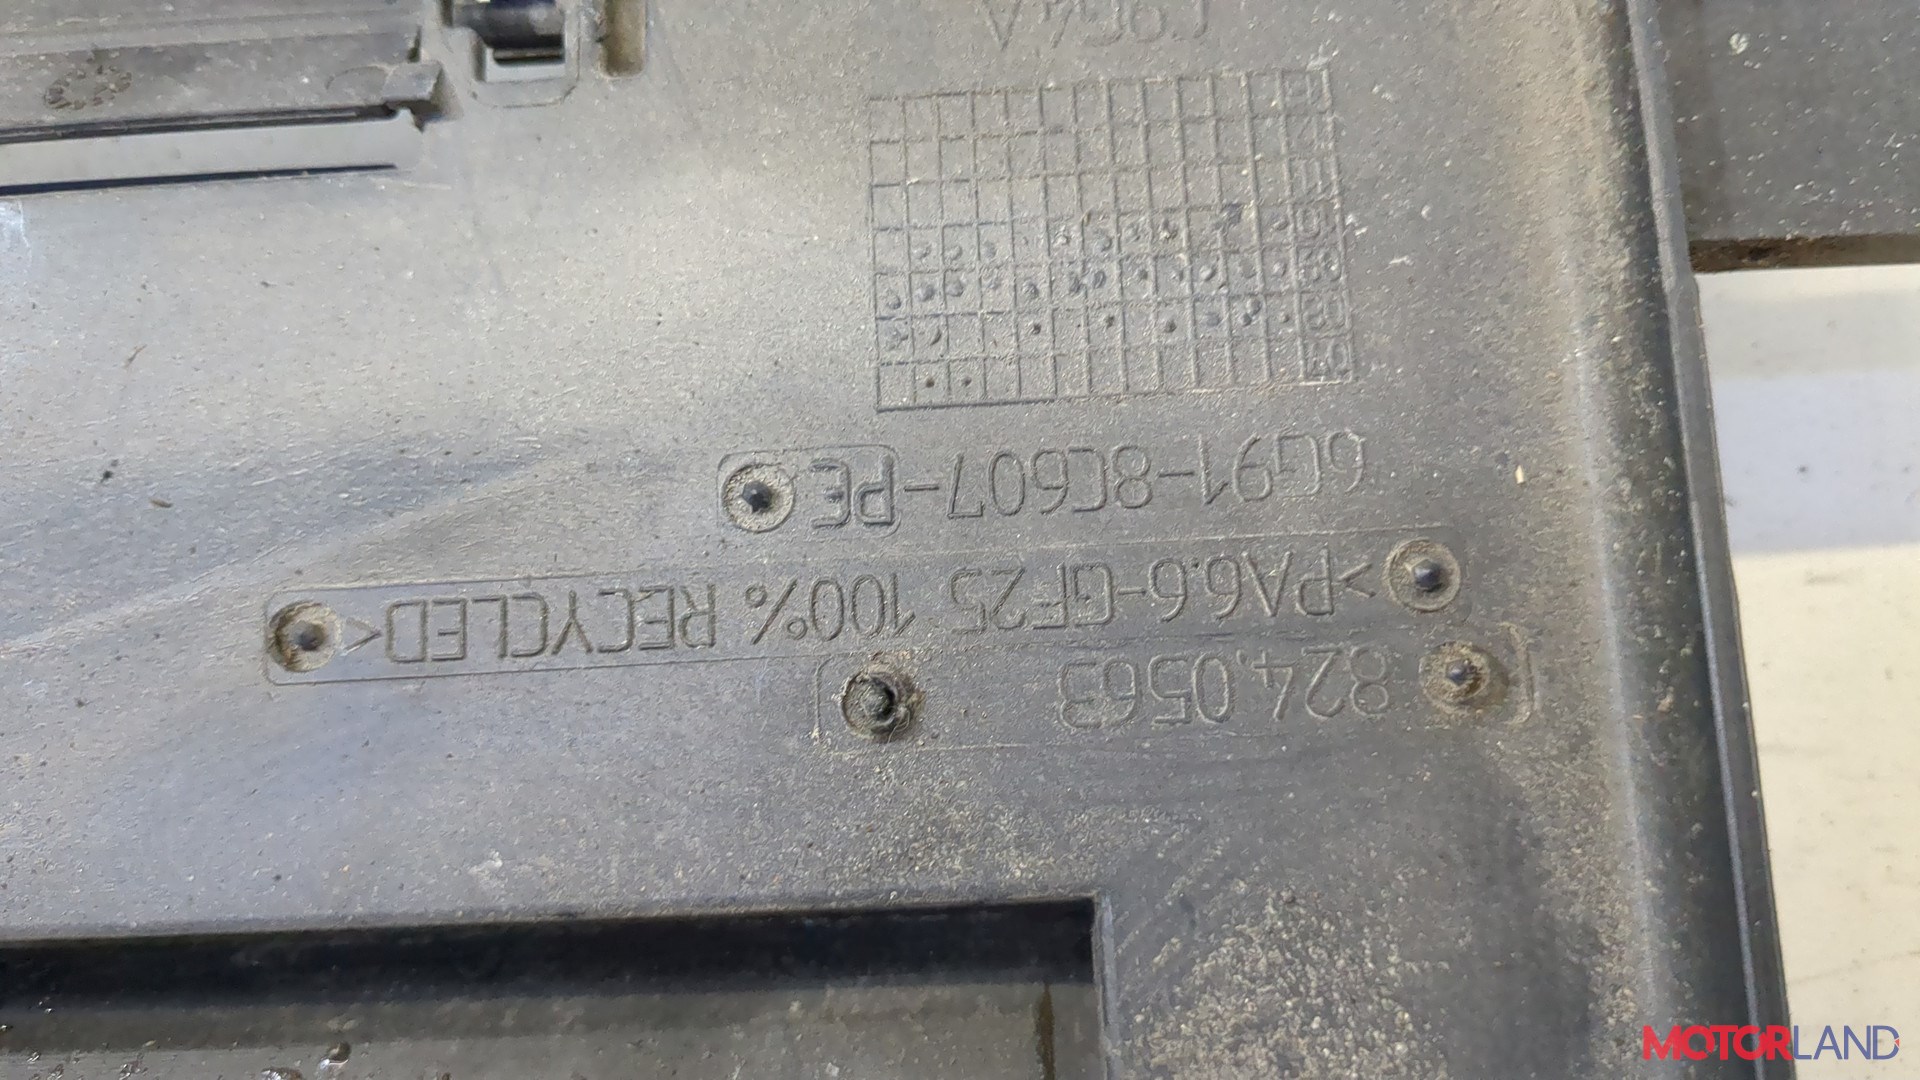 824.0563
>PA6.6-GF25 100% RECYCLED<
6G91-8C607-PE
MOTORLAND